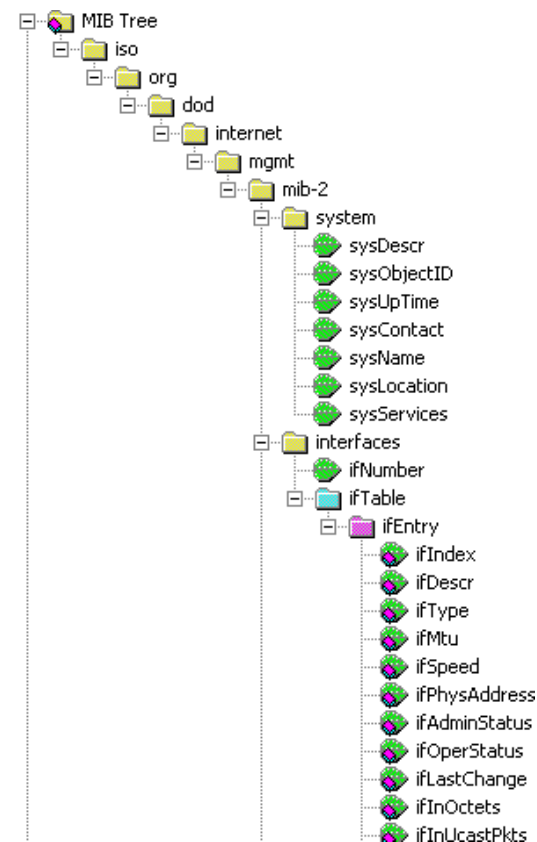 MIB Tree
iso
org
dod
internet
mgmt
mib-2
system
sysDescr
sysObjectID
sysUpTime
sysContact
sysName
sysLocation
sysServices
interfaces
ifNumber
ifTable
ifEntry
ifIndex
ifDescr
ifType
ifMtu
ifSpeed
ifPhysAddress
ifAdminStatus
ifOperStatus
ifLastChange
ifInOctets
ifInUcastPkts